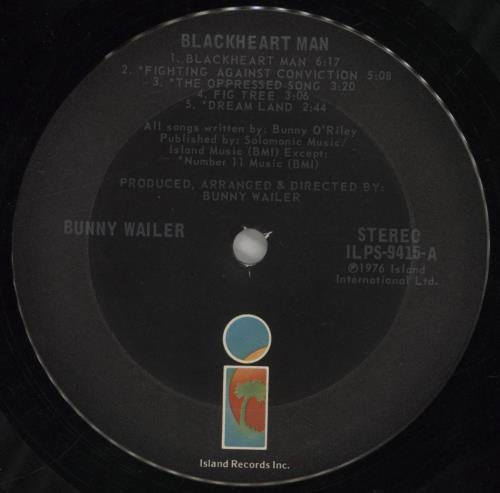 BLACKHEART MAN
1. BLACKHEART MAN 6:17
2. *FIGHTING AGAINST CONVICTION 5:08
3. *THE OPPRESSED SONG 3:20
4. FIG TREE 3:06
5. *DREAM LAND 2:44
All songs written by: Bunny O'Riley
Published by: Solomonic Music/
Island Music (BMI) Except:
*Number 11 Music (BMI)
PRODUCED, ARRANGED & DIRECTED BY:
BUNNY WAILER
BUNNY WAILER
STEREO
ILPS-9415-A
℗1976 Island
International Ltd.
Island Records Inc.